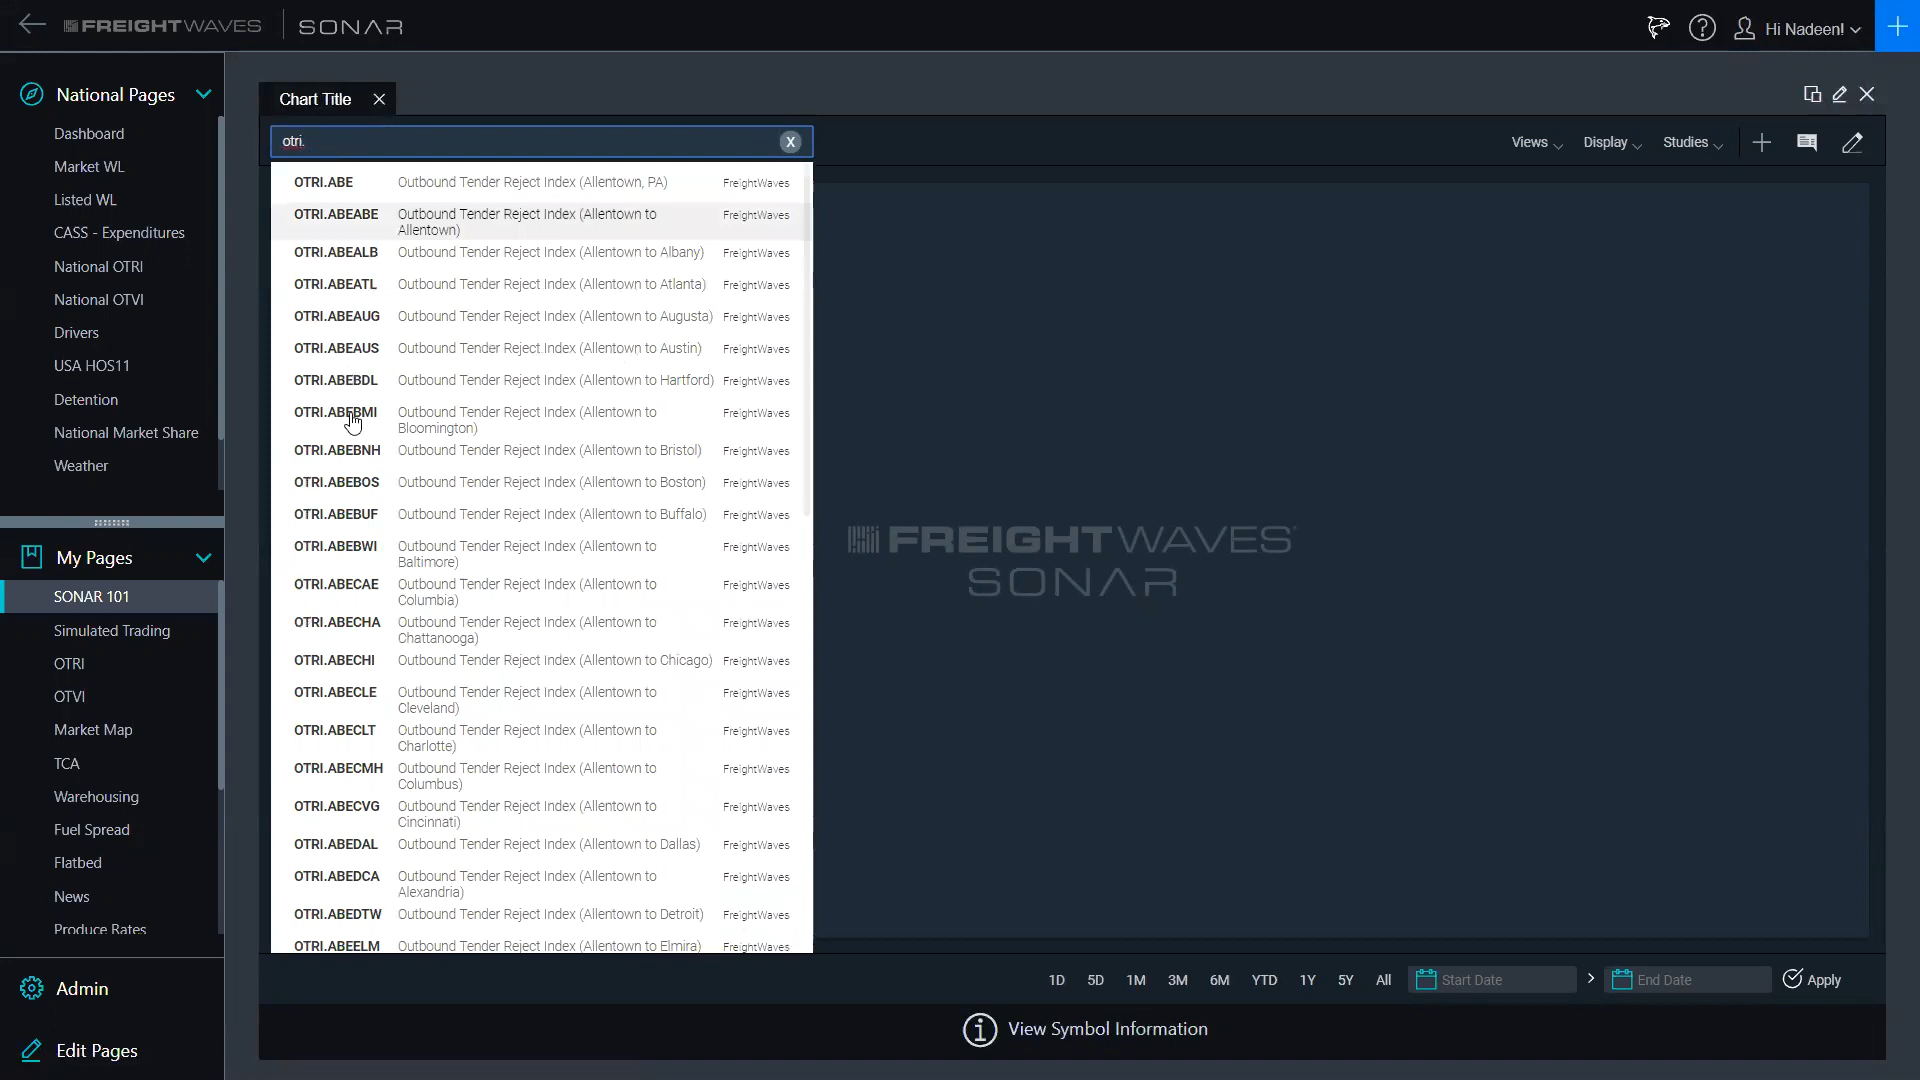 FREIGHTWAVES SONAR
Hi Nadeen!
National Pages
Dashboard
Market WL
Listed WL
CASS - Expenditures
National OTRI
National OTVI
Drivers
USA HOS11
Detention
National Market Share
Weather
My Pages
SONAR 101
Simulated Trading
OTRI
OTVI
Market Map
TCA
Warehousing
Fuel Spread
Flatbed
News
Produce Rates
Admin
Edit Pages
Chart Title
otri.
X
Views
Display
Studies
OTRI.ABE Outbound Tender Reject Index (Allentown, PA) FreightWaves
OTRI.ABEABE Outbound Tender Reject Index (Allentown to FreightWaves
Allentown)
OTRI.ABEALB Outbound Tender Reject Index (Allentown to Albany) FreightWaves
OTRI.ABEATL Outbound Tender Reject Index (Allentown to Atlanta) FreightWaves
OTRI.ABEAUG Outbound Tender Reject Index (Allentown to Augusta) FreightWaves
OTRI.ABEAUS Outbound Tender Reject Index (Allentown to Austin) FreightWaves
OTRI.ABEBDL Outbound Tender Reject Index (Allentown to Hartford) FreightWaves
OTRI.ABEBMI Outbound Tender Reject Index (Allentown to FreightWaves
Bloomington)
OTRI.ABEBNH Outbound Tender Reject Index (Allentown to Bristol) FreightWaves
OTRI.ABEBOS Outbound Tender Reject Index (Allentown to Boston) FreightWaves
OTRI.ABEBUF Outbound Tender Reject Index (Allentown to Buffalo) FreightWaves
OTRI.ABEBWI Outbound Tender Reject Index (Allentown to FreightWaves
Baltimore)
OTRI.ABECAE Outbound Tender Reject Index (Allentown to FreightWaves
Columbia)
OTRI.ABECHA Outbound Tender Reject Index (Allentown to FreightWaves
Chattanooga)
OTRI.ABECHI Outbound Tender Reject Index (Allentown to Chicago) FreightWaves
OTRI.ABECLE Outbound Tender Reject Index (Allentown to FreightWaves
Cleveland)
OTRI.ABECLT Outbound Tender Reject Index (Allentown to FreightWaves
Charlotte)
OTRI.ABECMH Outbound Tender Reject Index (Allentown to FreightWaves
Columbus)
OTRI.ABECVG Outbound Tender Reject Index (Allentown to FreightWaves
Cincinnati)
OTRI.ABEDAL Outbound Tender Reject Index (Allentown to Dallas) FreightWaves
OTRI.ABEDCA Outbound Tender Reject Index (Allentown to FreightWaves
Alexandria)
OTRI.ABEDTW Outbound Tender Reject Index (Allentown to Detroit) FreightWaves
OTRI.ABEELM Outbound Tender Reject Index (Allentown to Elmira) FreightWaves
FREIGHTWAVES
SONAR
1D 5D 1M 3M 6M YTD 1Y 5Y All Start Date End Date Apply
View Symbol Information